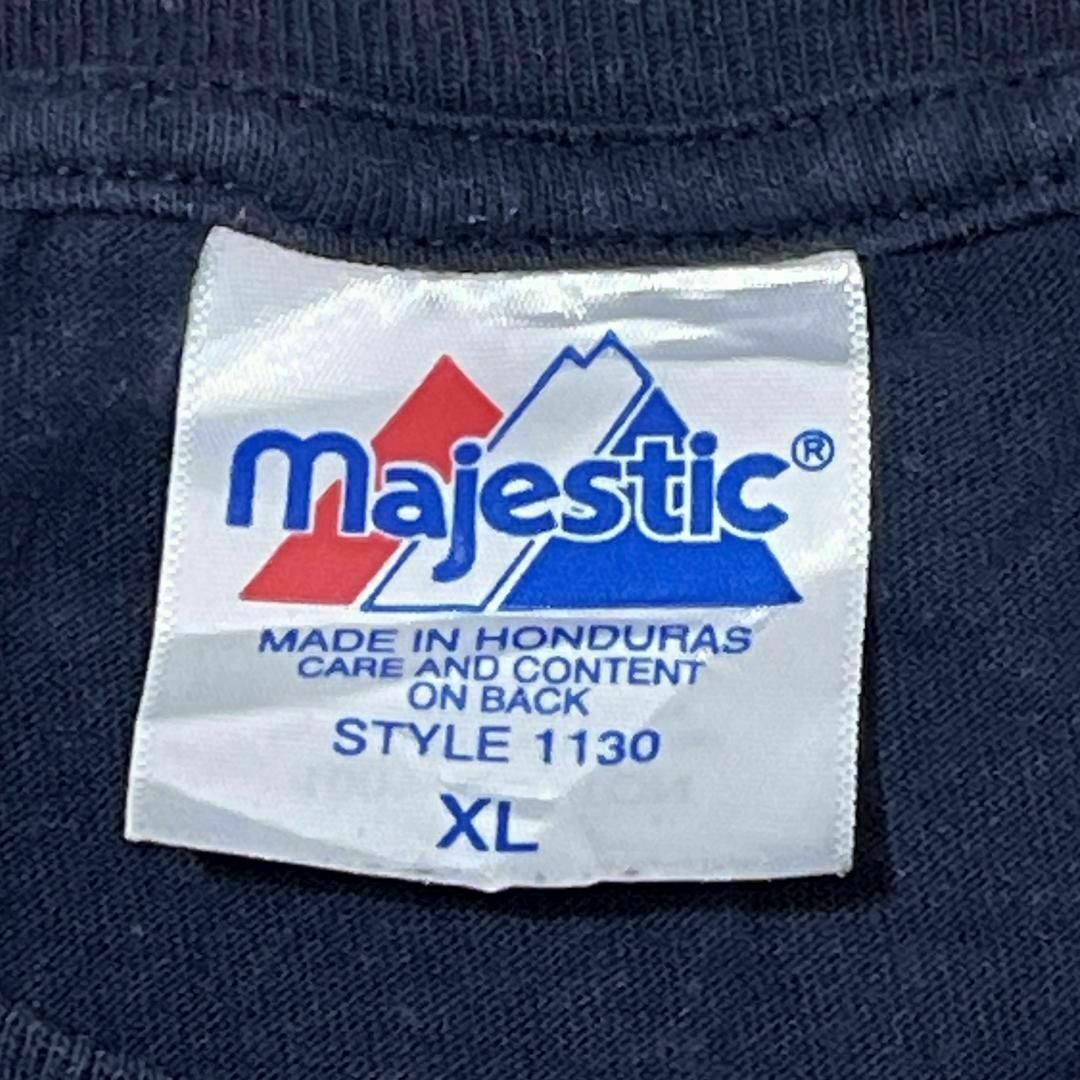 majestic®
MADE IN HONDURAS
CARE AND CONTENT
ON BACK
STYLE 1130
XL